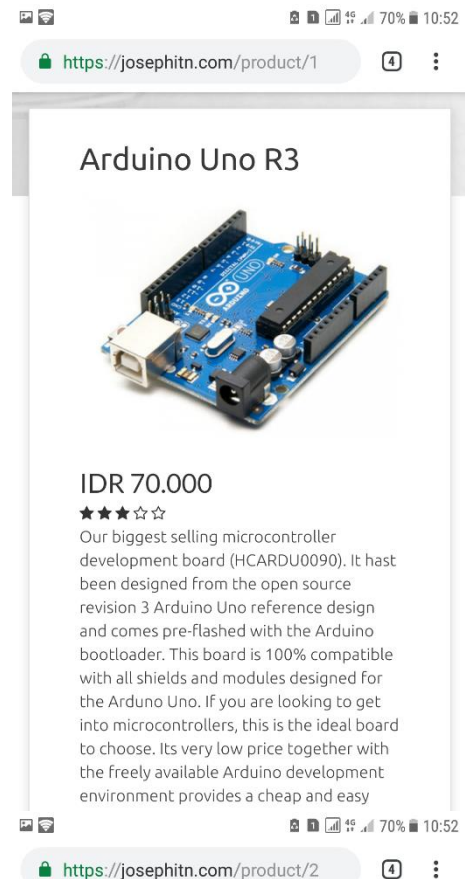 4G 70% 10:52
https://josephitn.com/product/1 4
Arduino Uno R3
UNO
ARDUINO
IDR 70.000
Our biggest selling microcontroller
development board (HCARDU0090). It hast
been designed from the open source
revision 3 Arduino Uno reference design
and comes pre-flashed with the Arduino
bootloader. This board is 100% compatible
with all shields and modules designed for
the Arduno Uno. If you are looking to get
into microcontrollers, this is the ideal board
to choose. Its very low price together with
the freely available Arduino development
environment provides a cheap and easy
4G 70% 10:52
https://josephitn.com/product/2 4